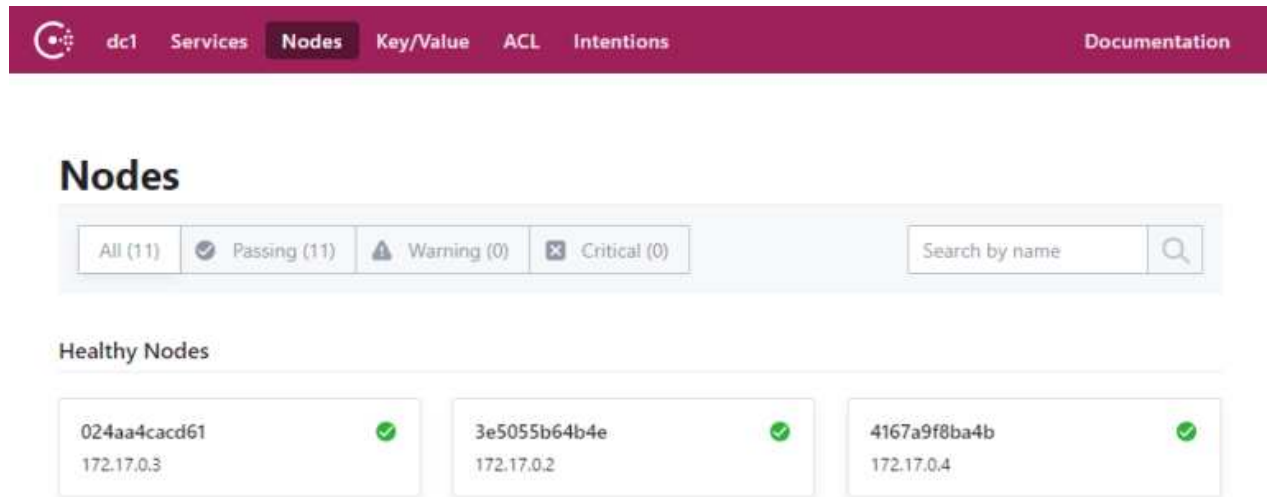 dc1 Services Nodes Key/Value ACL Intentions Documentation
Nodes
All (11) Passing (11) Warning (0) Critical (0) Search by name
Healthy Nodes
024aa4cacd61 3e5055b64b4e 4167a9f8ba4b
172.17.0.3 172.17.0.2 172.17.0.4